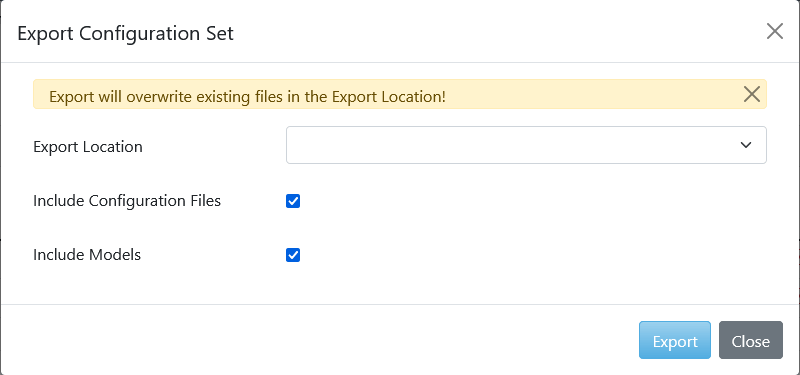 Export Configuration Set
Export will overwrite existing files in the Export Location!
Export Location
Include Configuration Files
Include Models
Export Close